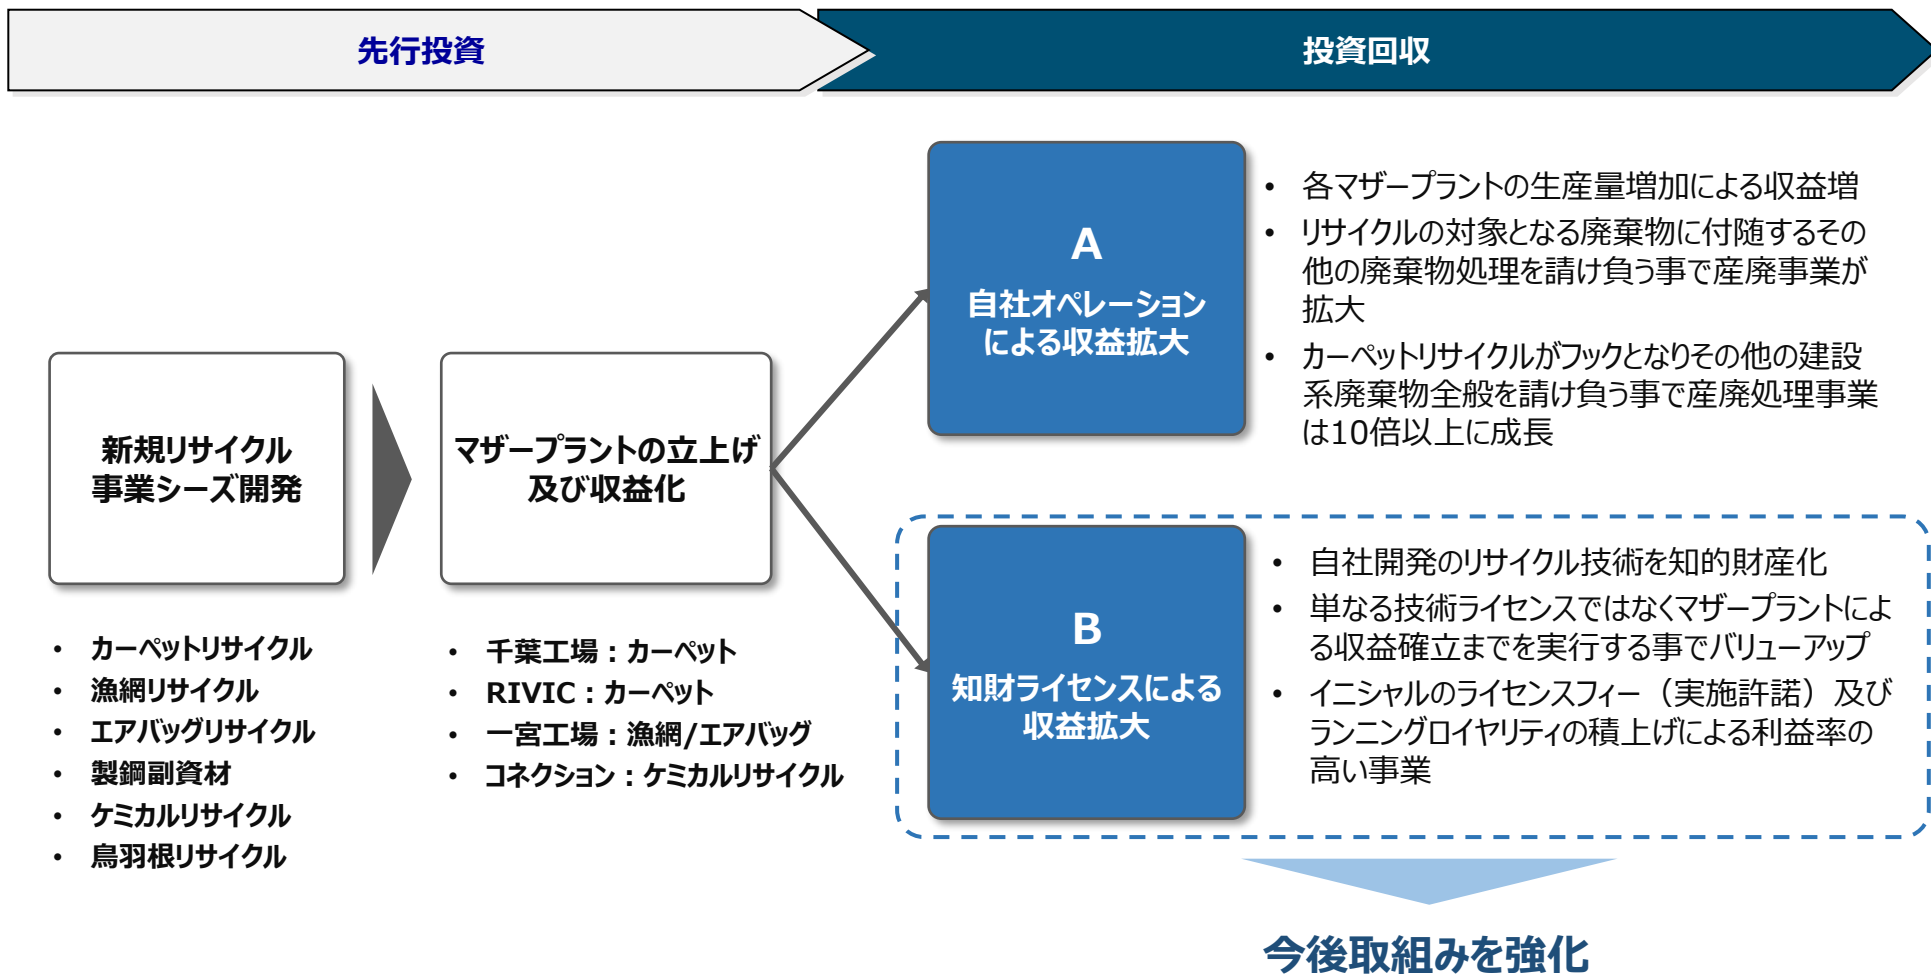 先行投資
投資回収
新規リサイクル
事業シーズ開発
• カーペットリサイクル
• 漁網リサイクル
• エアバッグリサイクル
• 製鋼副資材
• ケミカルリサイクル
• 鳥羽根リサイクル
マザープラントの立上げ
及び収益化
• 千葉工場：カーペット
• RIVIC：カーペット
• 一宮工場：漁網/エアバッグ
• コネクション：ケミカルリサイクル
A
自社オペレーション
による収益拡大
• 各マザープラントの生産量増加による収益増
• リサイクルの対象となる廃棄物に付随するその
他の廃棄物処理を請け負う事で産廃事業が
拡大
• カーペットリサイクルがフックとなりその他の建設
系廃棄物全般を請け負う事で産廃処理事業
は10倍以上に成長
B
知財ライセンスによる
収益拡大
• 自社開発のリサイクル技術を知的財産化
• 単なる技術ライセンスではなくマザープラントによ
る収益確立までを実行する事でバリューアップ
• イニシャルのライセンスフィー（実施許諾）及び
ランニングロイヤリティの積上げによる利益率の
高い事業
今後取組みを強化